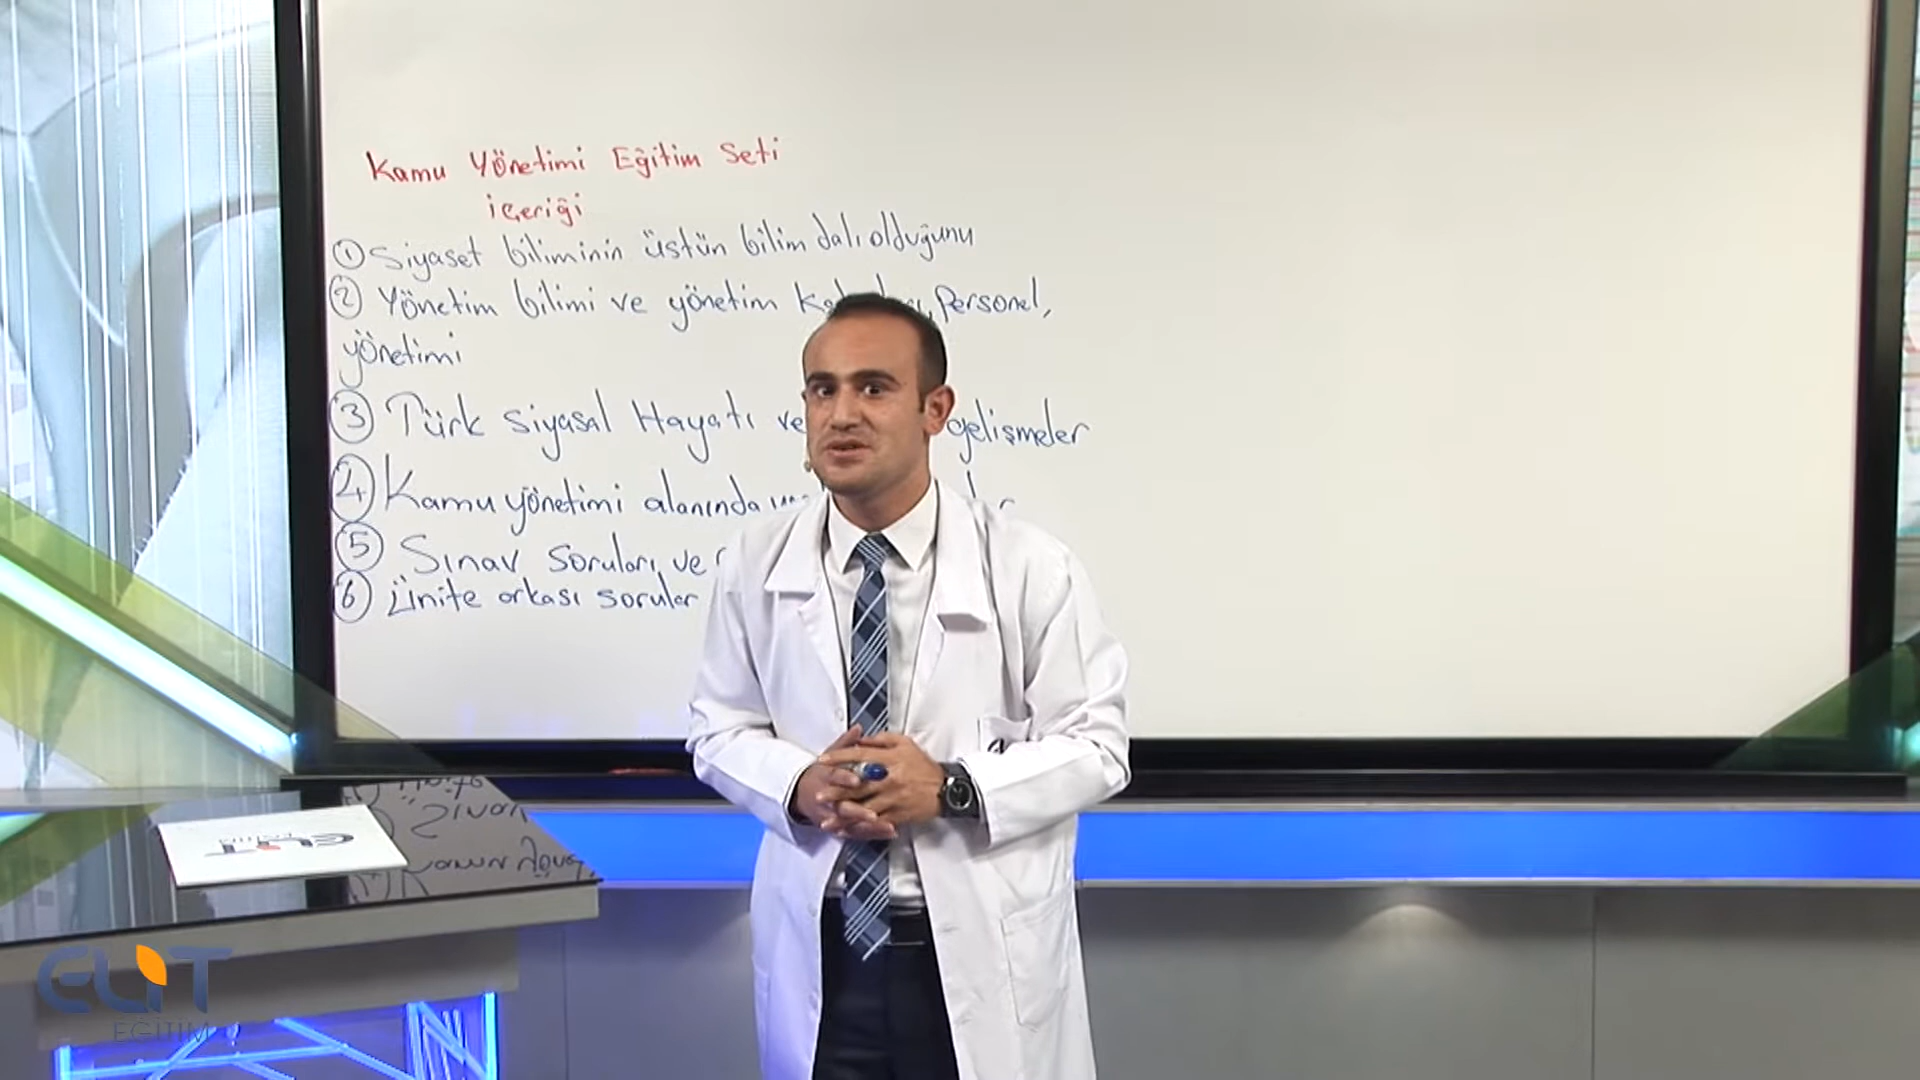 Kamu Yönetimi Eğitim Seti
içeriği
① Siyaset biliminin üstün bilim dalı olduğunu
② Yönetim bilimi ve yönetim Personel,
yönetimi
③ Türk Siyasal Hayatı ve gelişmeler
④ Kamu yönetimi alanında
⑤ Sınav soruları ve
⑥ Ünite arkası sorular
ELİT
ELİT
EĞİTİM